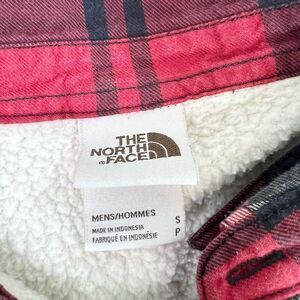 THE
NORTH
FACE
MENS/HOMMES S
MADE IN INDONESIA P
FABRIQUÉ EN INDONÉSIE